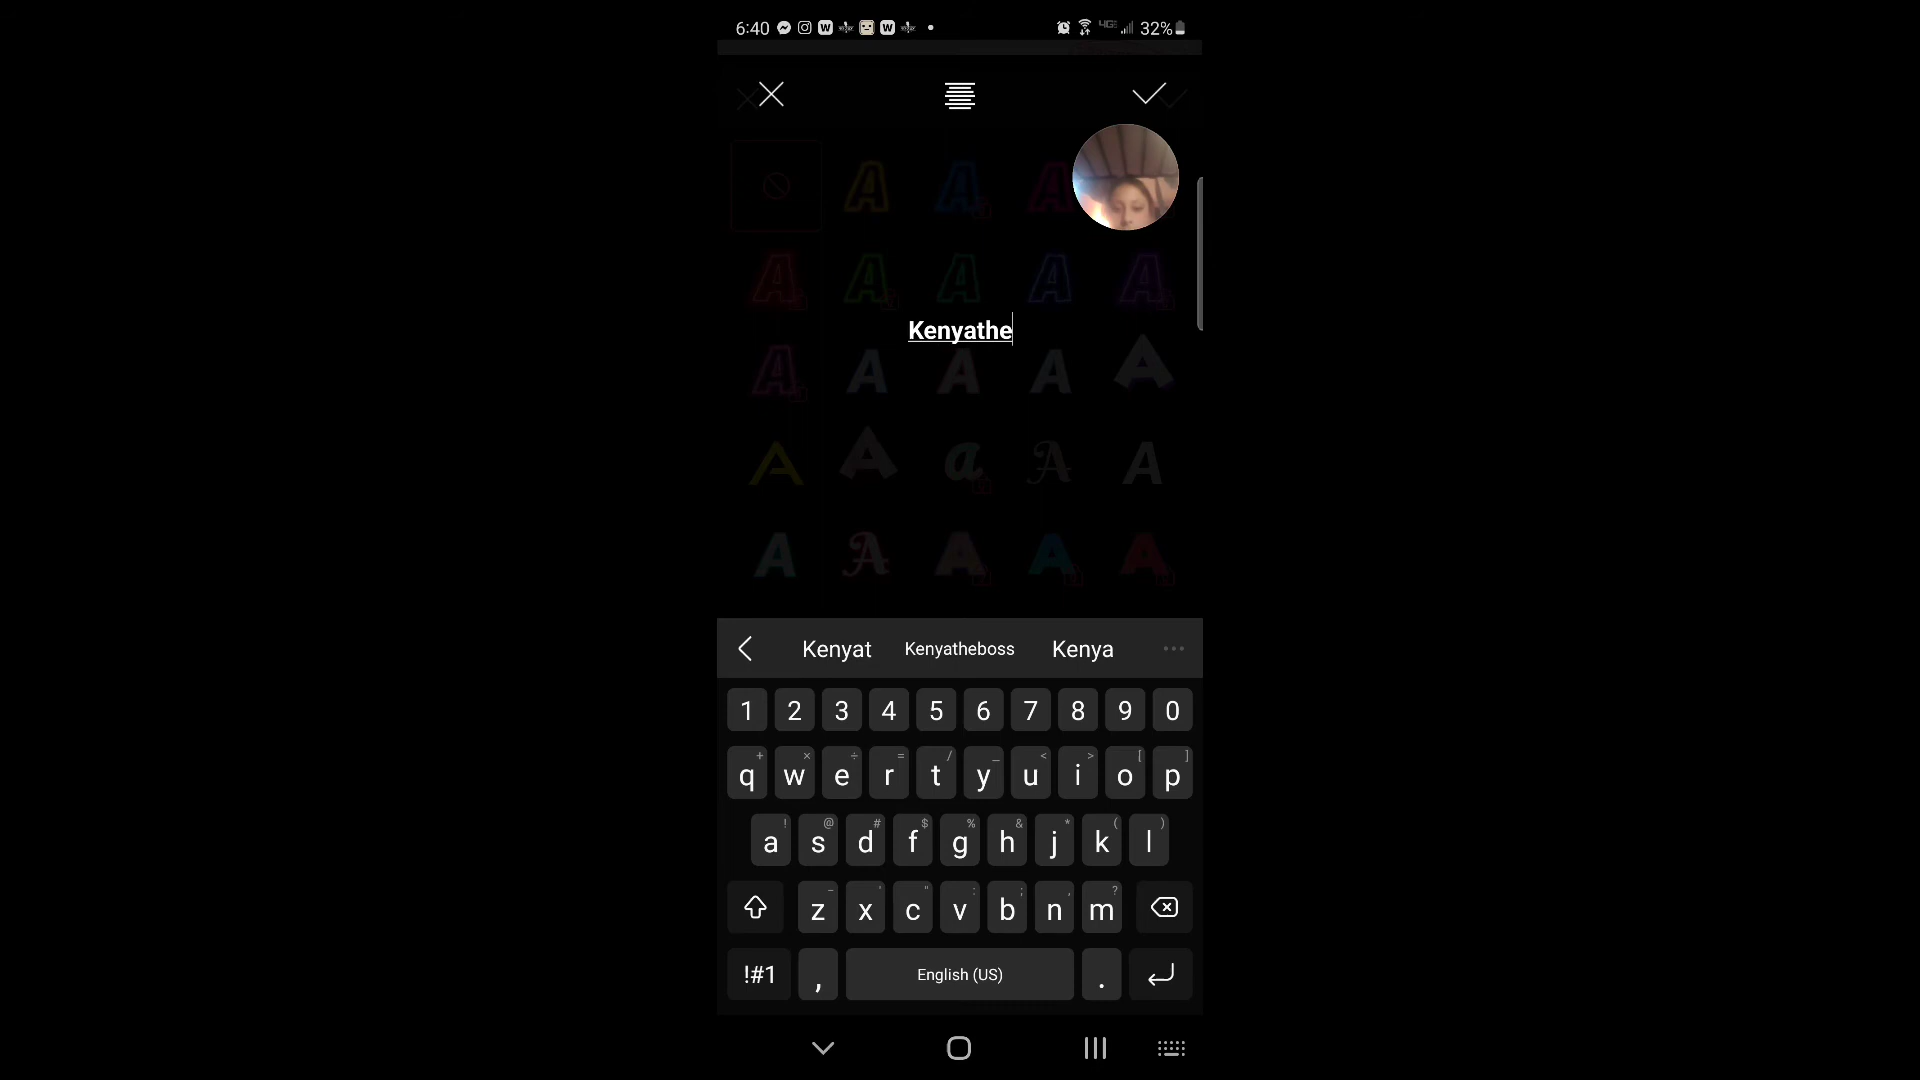 6:40 32%
A A A
A A A A A
A A A A A
A A a A A
A A A A A
Kenyathe
Kenyat Kenyatheboss Kenya
1 2 3 4 5 6 7 8 9 0
q w e r t y u i o p
a s d f g h j k l
z x c v b n m
!#1 , English (US) .